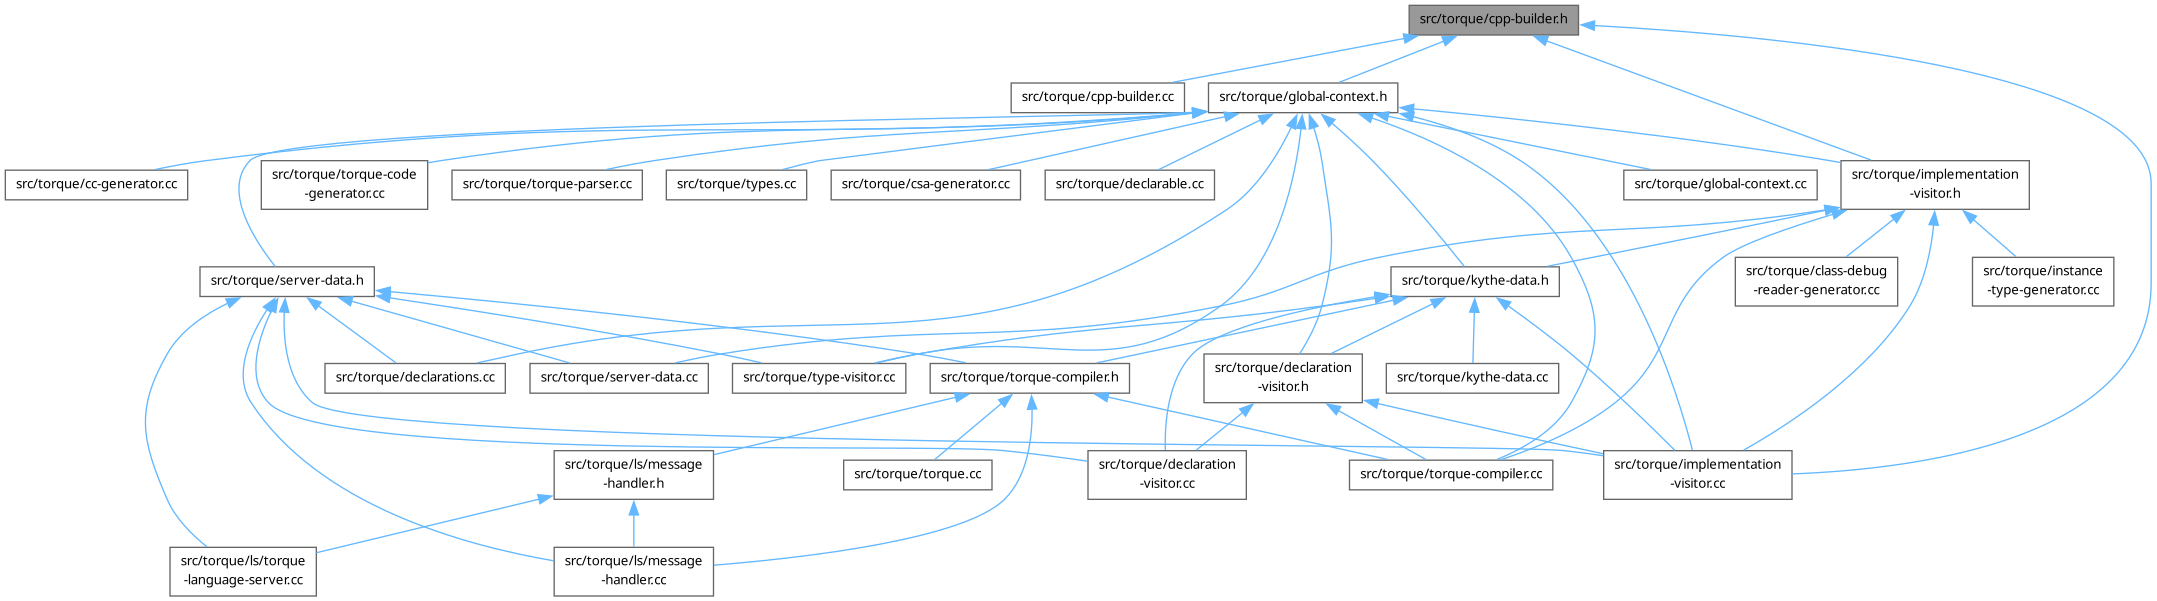 src/torque/cpp-builder.h
src/torque/cpp-builder.cc
src/torque/global-context.h
src/torque/cc-generator.cc
src/torque/torque-code
-generator.cc
src/torque/torque-parser.cc
src/torque/types.cc
src/torque/csa-generator.cc
src/torque/declarable.cc
src/torque/global-context.cc
src/torque/implementation
-visitor.h
src/torque/server-data.h
src/torque/kythe-data.h
src/torque/class-debug
-reader-generator.cc
src/torque/instance
-type-generator.cc
src/torque/declarations.cc
src/torque/server-data.cc
src/torque/type-visitor.cc
src/torque/torque-compiler.h
src/torque/declaration
-visitor.h
src/torque/kythe-data.cc
src/torque/ls/message
-handler.h
src/torque/torque.cc
src/torque/declaration
-visitor.cc
src/torque/torque-compiler.cc
src/torque/implementation
-visitor.cc
src/torque/ls/torque
-language-server.cc
src/torque/ls/message
-handler.cc